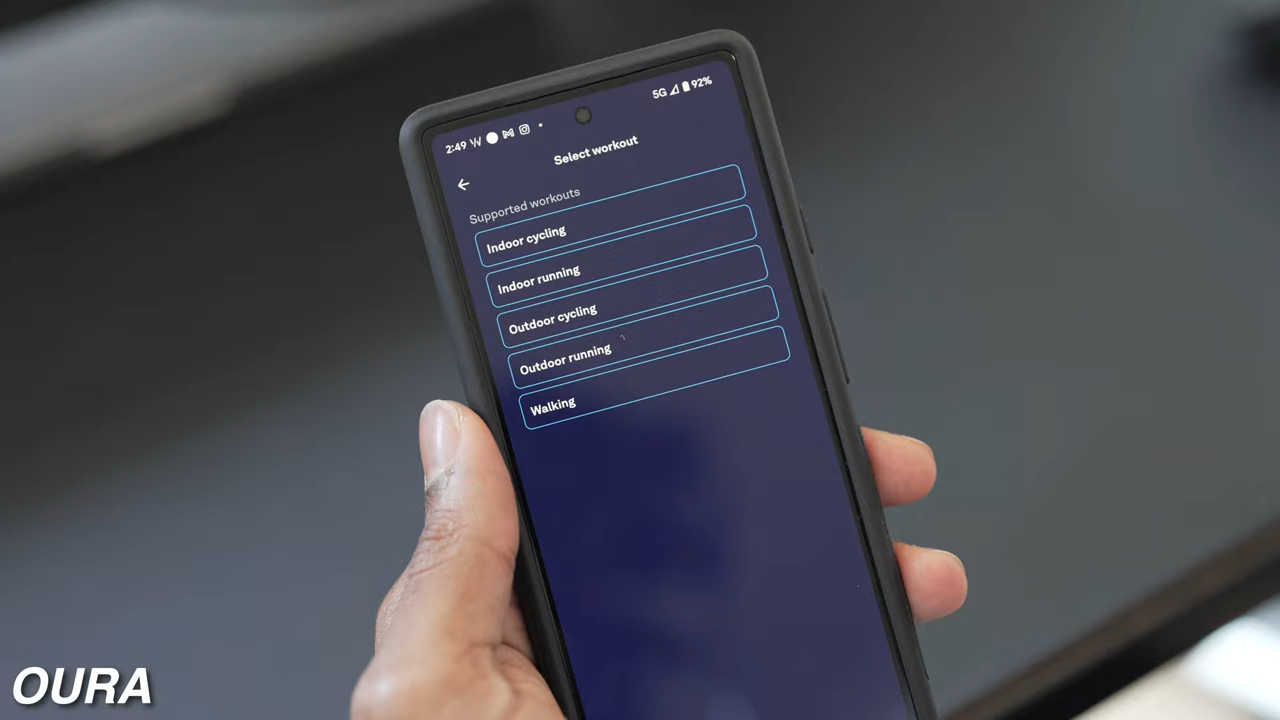 2:49
5G 92%
Select workout
Supported workouts
Indoor cycling
Indoor running
Outdoor cycling
Outdoor running
Walking
OURA